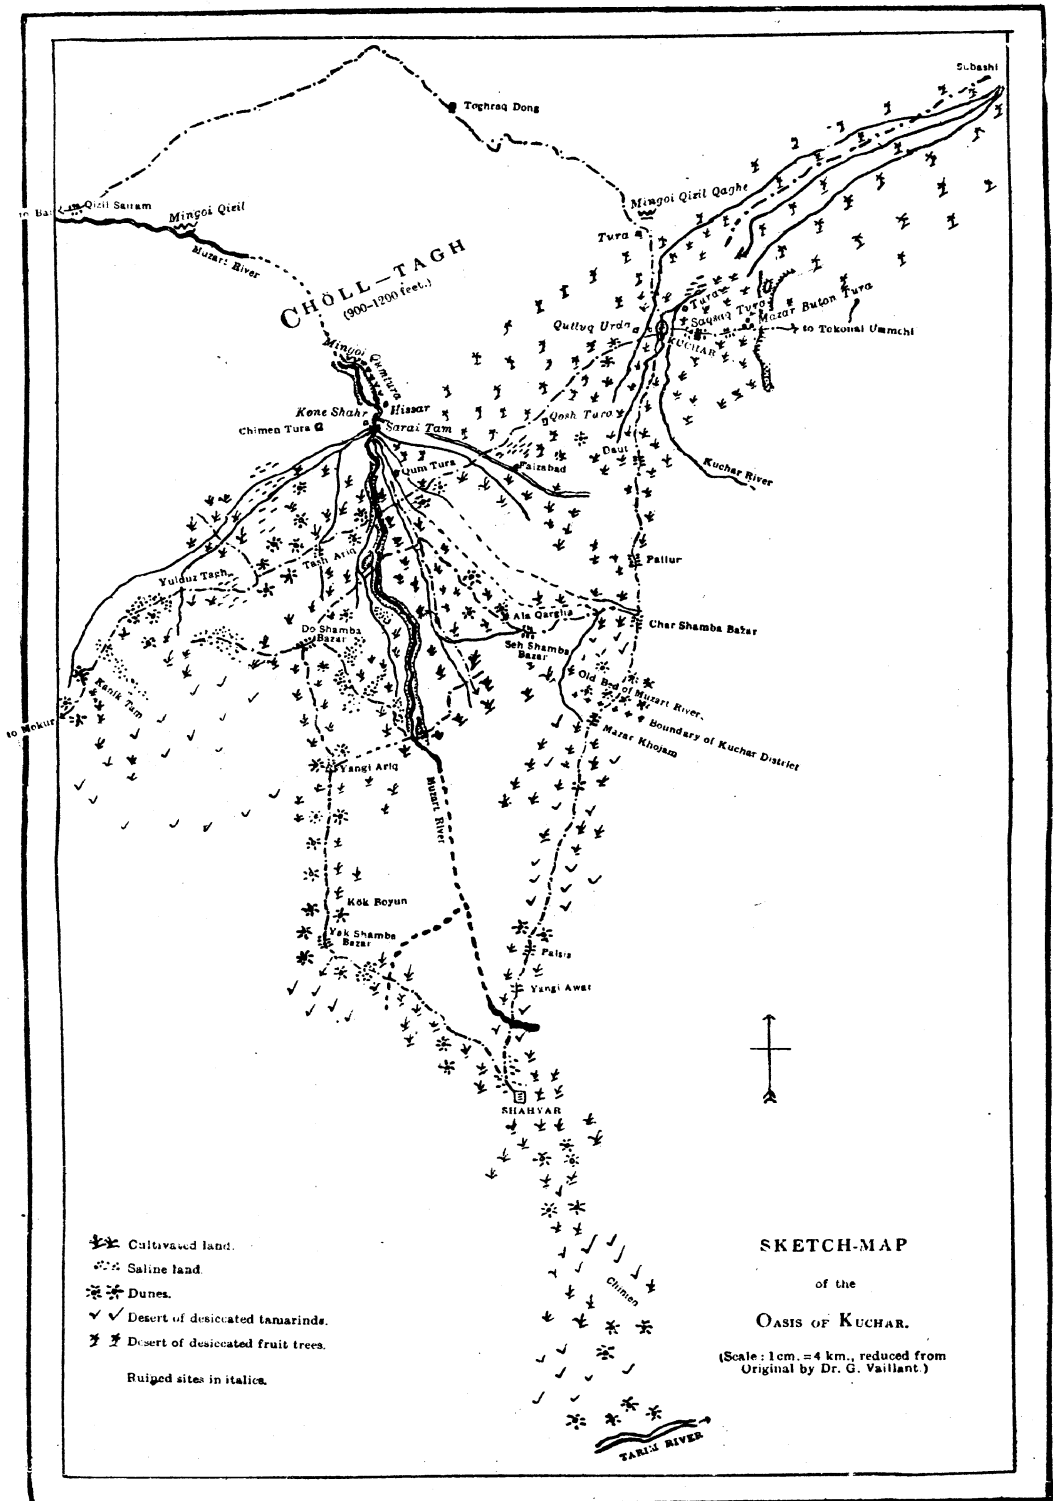 Subashi
Toghraq Dong
Mingoi Qizil Qaghe
to Bai
Qizil Sairam
Mingoi Qizil
Tura
Muzart River
CHÖLL—TAGH
(900-1200 feet.)
Tura
Saqsaq Tura
Mazar Buton Tura
Qutluq Urda
to Tokonai Ummchi
KUCHAR
Mingoi Qumtura
Hissar
Kone Shahr
Qosh Tura
Chimen Tura
Sarai Tam
Daut
Qum Tura
Faizabad
Kuchar River
Tash Ariq
Pailur
Yulduz Tagh
Ala Qargha
Do Shamba
Bazar
Char Shamba Bazar
Seh Shamba
Bazar
Kanik Tam
Old Bed of Muzart River
to Mokur
Boundary of Kuchar District
Mazar Khojam
Yangi Ariq
Muzart River
Kök Boyun
Yak Shamba
Bazar
Palsis
Yangi Awat
SHAHYAR
Cultivated land.
Saline land.
Dunes.
Desert of desiccated tamarinds.
Desert of desiccated fruit trees.
Ruined sites in italics.
Chimen
SKETCH-MAP
of the
OASIS OF KUCHAR.
(Scale : 1 cm. = 4 km., reduced from
Original by Dr. G. Vaillant.)
TARIM RIVER